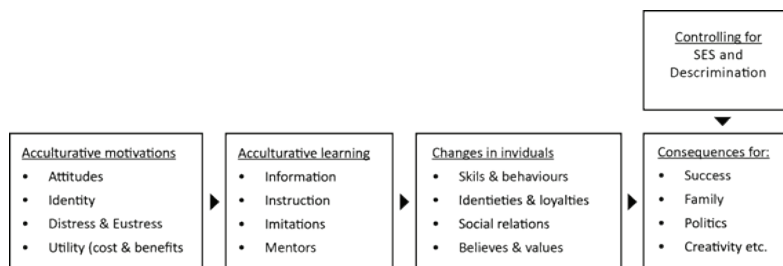 Controlling for
SES and
Descrimination
Acculturative motivations
• Attitudes
• Identity
• Distress & Eustress
• Utility (cost & benefits
Acculturative learning
• Information
• Instruction
• Imitations
• Mentors
Changes in inviduals
• Skils & behaviours
• Identieties & loyalties
• Social relations
• Believes & values
Consequences for:
• Success
• Family
• Politics
• Creativity etc.